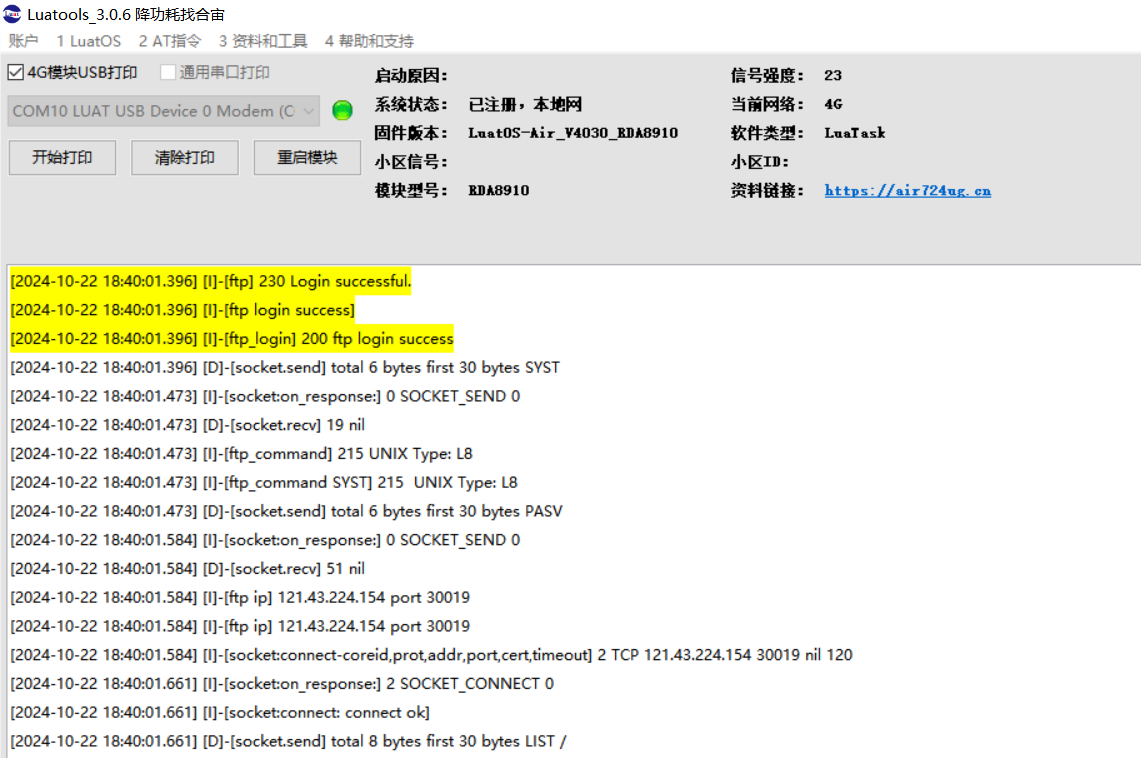 Luatools_3.0.6 降功耗找合宙
账户 1 LuatOS 2 AT指令 3 资料和工具 4 帮助和支持
4G模块USB打印 通用串口打印
COM10 LUAT USB Device 0 Modem (C
开始打印 清除打印 重启模块
启动原因: 信号强度: 23
系统状态: 已注册，本地网 当前网络: 4G
固件版本: LuatOS-Air_V4030_RDA8910 软件类型: LuaTask
小区信号: 小区ID:
模块型号: RDA8910 资料链接: https://air724ug.cn
[2024-10-22 18:40:01.396] [I]-[ftp] 230 Login successful.
[2024-10-22 18:40:01.396] [I]-[ftp login success]
[2024-10-22 18:40:01.396] [I]-[ftp_login] 200 ftp login success
[2024-10-22 18:40:01.396] [D]-[socket.send] total 6 bytes first 30 bytes SYST
[2024-10-22 18:40:01.473] [I]-[socket:on_response:] 0 SOCKET_SEND 0
[2024-10-22 18:40:01.473] [D]-[socket.recv] 19 nil
[2024-10-22 18:40:01.473] [I]-[ftp_command] 215 UNIX Type: L8
[2024-10-22 18:40:01.473] [I]-[ftp_command SYST] 215  UNIX Type: L8
[2024-10-22 18:40:01.473] [D]-[socket.send] total 6 bytes first 30 bytes PASV
[2024-10-22 18:40:01.584] [I]-[socket:on_response:] 0 SOCKET_SEND 0
[2024-10-22 18:40:01.584] [D]-[socket.recv] 51 nil
[2024-10-22 18:40:01.584] [I]-[ftp ip] 121.43.224.154 port 30019
[2024-10-22 18:40:01.584] [I]-[ftp ip] 121.43.224.154 port 30019
[2024-10-22 18:40:01.584] [I]-[socket:connect-coreid,prot,addr,port,cert,timeout] 2 TCP 121.43.224.154 30019 nil 120
[2024-10-22 18:40:01.661] [I]-[socket:on_response:] 2 SOCKET_CONNECT 0
[2024-10-22 18:40:01.661] [I]-[socket:connect: connect ok]
[2024-10-22 18:40:01.661] [D]-[socket.send] total 8 bytes first 30 bytes LIST /